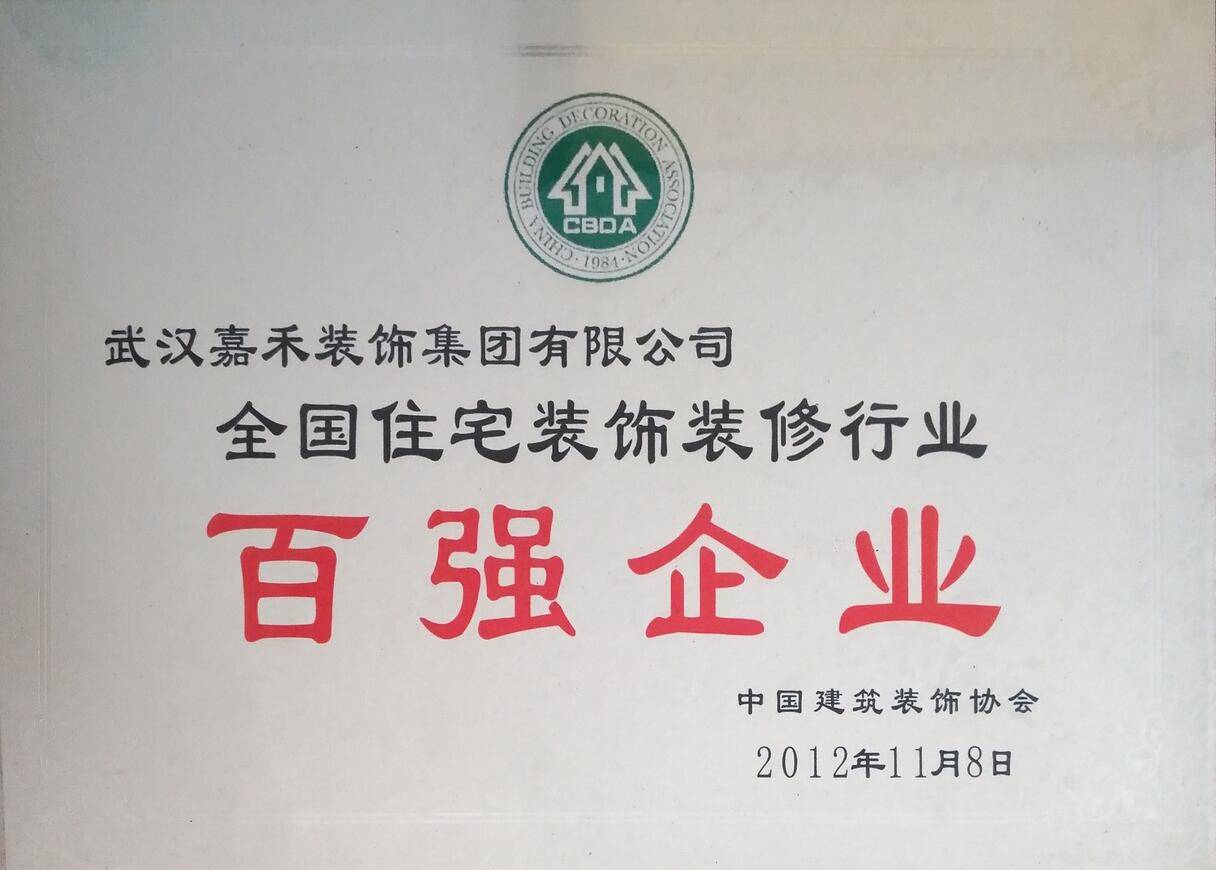 CHINA BUILDING DECORATION ASSOCIATION
CBDA
·1984·
武汉嘉禾装饰集团有限公司
全国住宅装饰装修行业
百强企业
中国建筑装饰协会
2012年11月8日